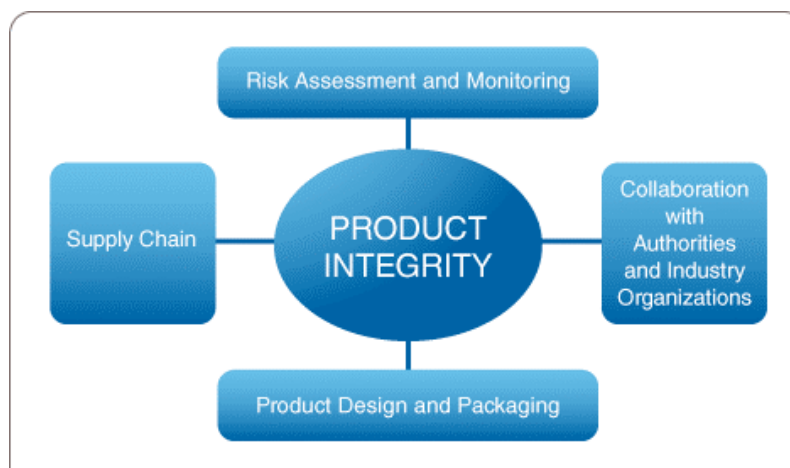 Risk Assessment and Monitoring
Supply Chain
PRODUCT
INTEGRITY
Collaboration
with
Authorities
and Industry
Organizations
Product Design and Packaging